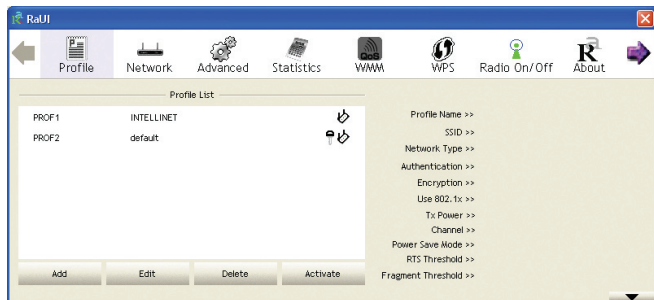 RaUI
Profile Network Advanced Statistics QoS WMM WPS Radio On/Off R About
Profile List
PROF1 INTELLINET
PROF2 default
Add Edit Delete Activate
Profile Name >>
SSID >>
Network Type >>
Authentication >>
Encryption >>
Use 802.1x >>
Tx Power >>
Channel >>
Power Save Mode >>
RTS Threshold >>
Fragment Threshold >>